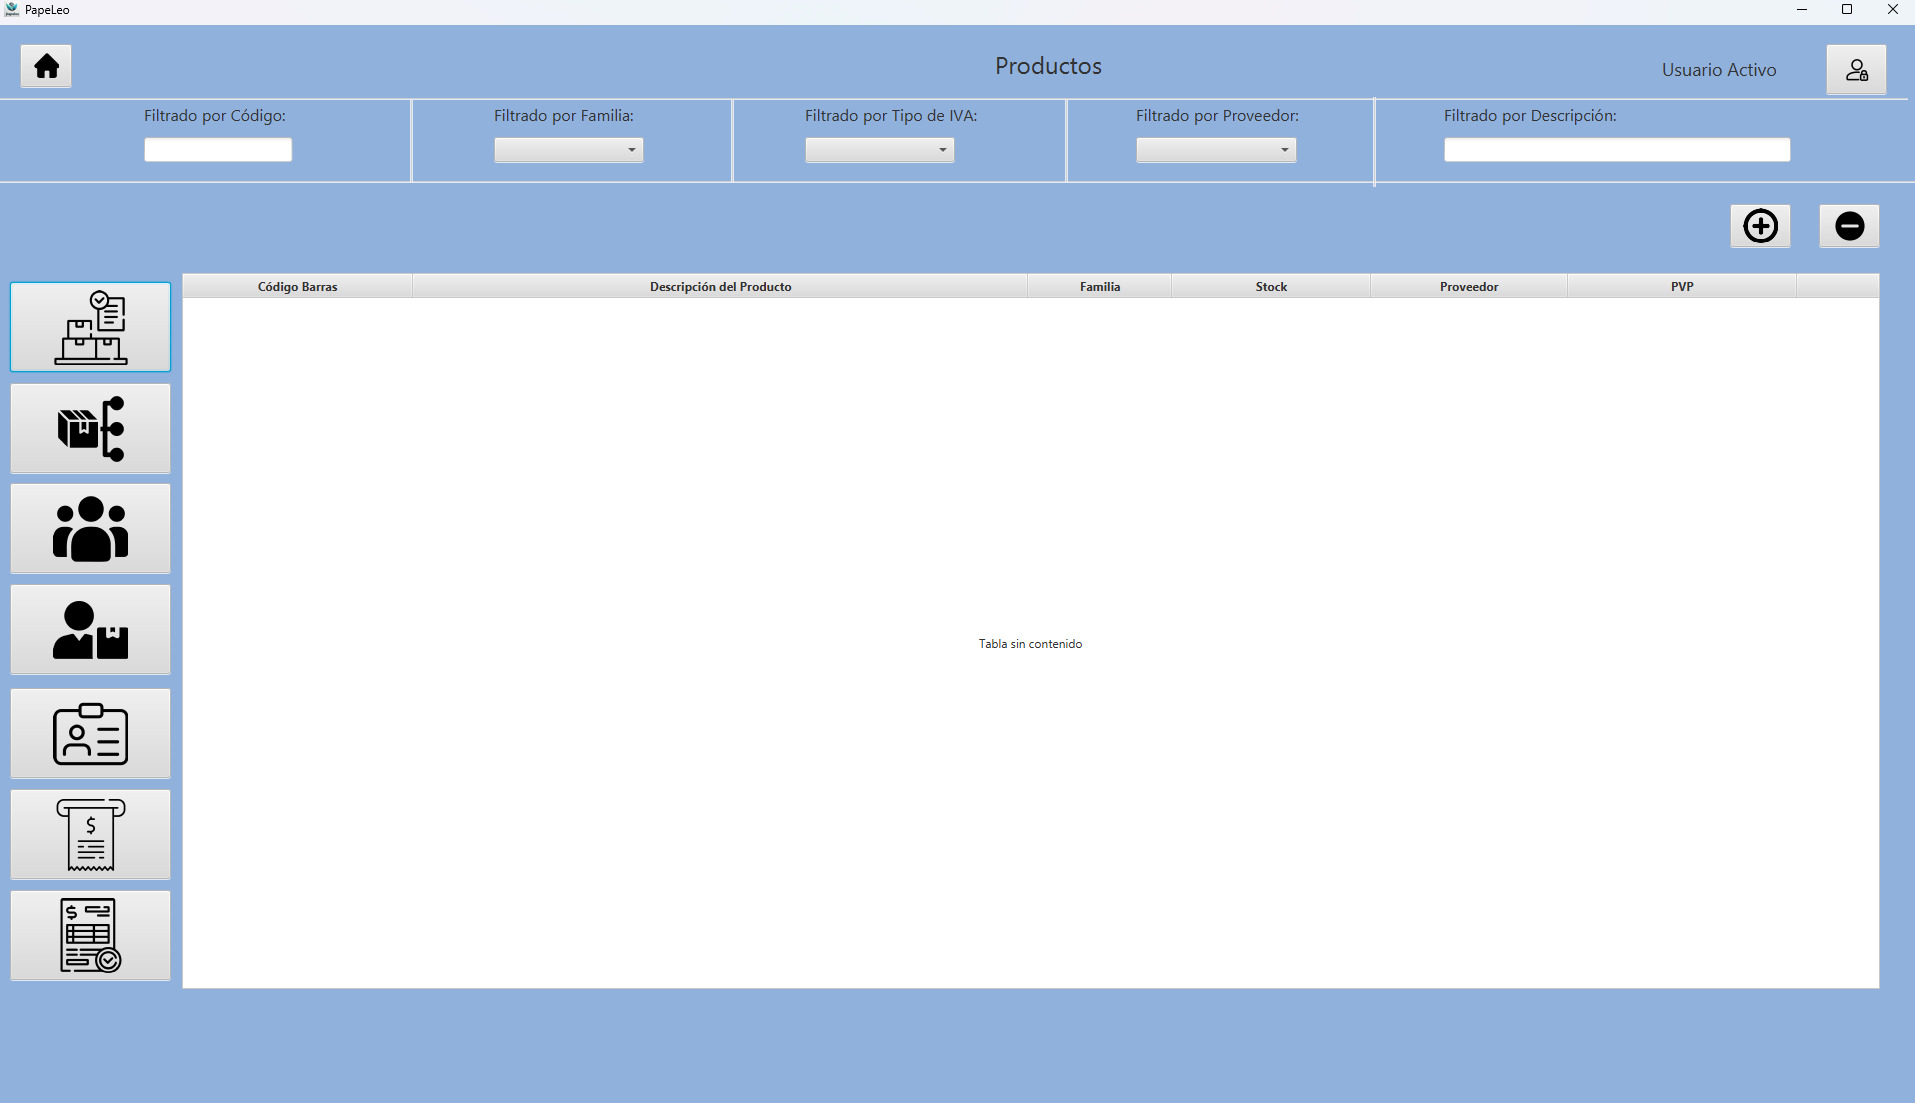 PapeLeo
Productos
Usuario Activo
Filtrado por Código:
Filtrado por Familia:
Filtrado por Tipo de IVA:
Filtrado por Proveedor:
Filtrado por Descripción:
Código Barras
Descripción del Producto
Familia
Stock
Proveedor
PVP
Tabla sin contenido
$
$